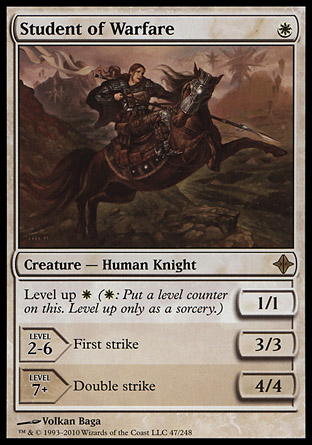 Student of Warfare
Creature — Human Knight
Level up (: Put a level counter
on this. Level up only as a sorcery.)
1/1
LEVEL
2-6
First strike
3/3
LEVEL
7+
Double strike
4/4
Volkan Baga
™ & © 1993–2010 Wizards of the Coast LLC 47/248